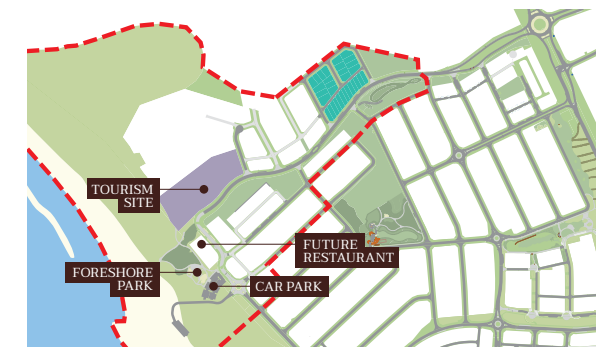 TOURISM
SITE
FUTURE
RESTAURANT
FORESHORE
PARK
CAR PARK